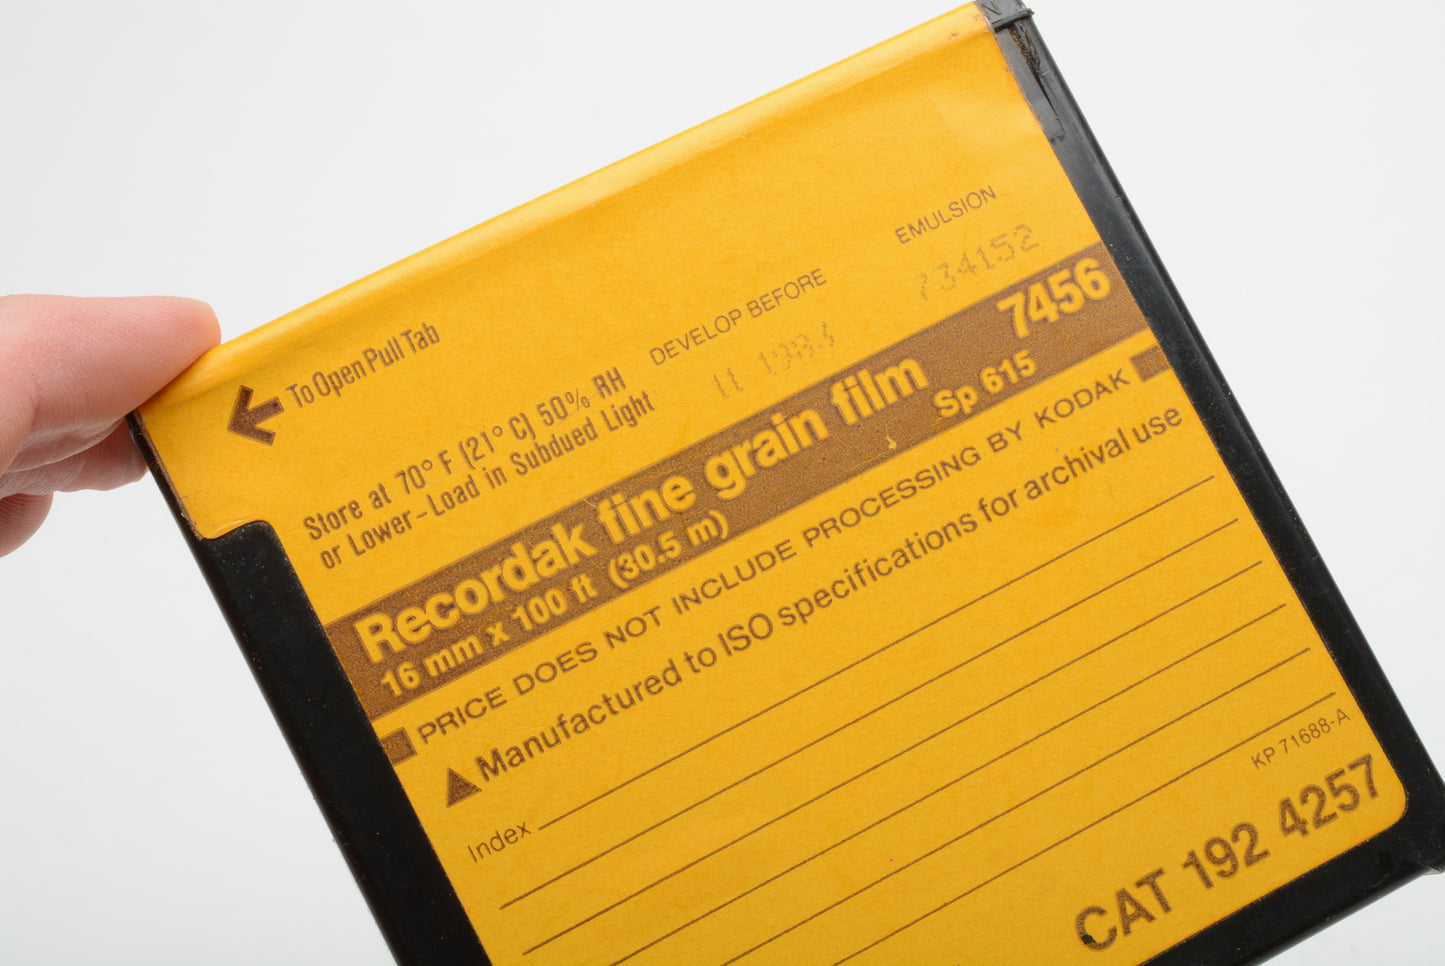 To Open Pull Tab
Store at 70° F (21° C) 50% RH
or Lower–Load in Subdued Light
DEVELOP BEFORE
EMULSION
734152
Recordak fine grain film 7456
16 mm x 100 ft (30.5 m) Sp 615
PRICE DOES NOT INCLUDE PROCESSING BY KODAK
Manufactured to ISO specifications for archival use
Index
KP 71688-A
CAT 192 4257